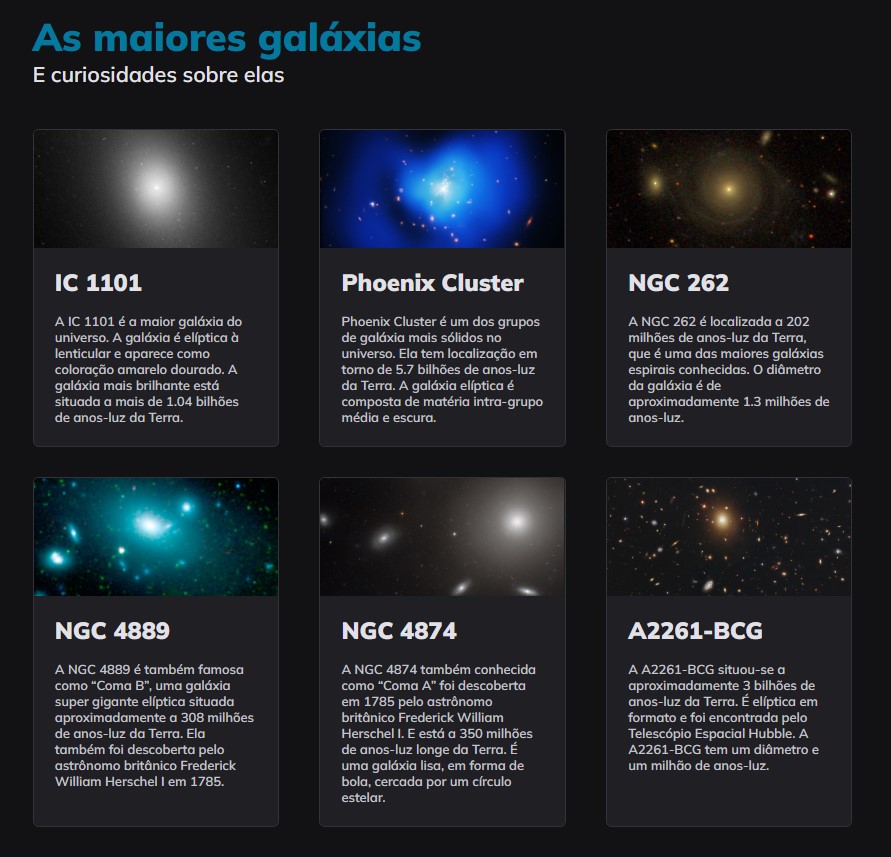 As maiores galáxias
E curiosidades sobre elas
IC 1101
A IC 1101 é a maior galáxia do
universo. A galáxia é elíptica à
lenticular e aparece como
coloração amarelo dourado. A
galáxia mais brilhante está
situada a mais de 1.04 bilhões
de anos-luz da Terra.
Phoenix Cluster
Phoenix Cluster é um dos grupos
de galáxia mais sólidos no
universo. Ela tem localização em
torno de 5.7 bilhões de anos-luz
da Terra. A galáxia elíptica é
composta de matéria intra-grupo
média e escura.
NGC 262
A NGC 262 é localizada a 202
milhões de anos-luz da Terra,
que é uma das maiores galáxias
espirais conhecidas. O diâmetro
da galáxia é de
aproximadamente 1.3 milhões de
anos-luz.
NGC 4889
A NGC 4889 é também famosa
como “Coma B”, uma galáxia
super gigante elíptica situada
aproximadamente a 308 milhões
de anos-luz da Terra. Ela
também foi descoberta pelo
astrônomo britânico Frederick
William Herschel I em 1785.
NGC 4874
A NGC 4874 também conhecida
como “Coma A” foi descoberta
em 1785 pelo astrônomo
britânico Frederick William
Herschel I. E está a 350 milhões
de anos-luz longe da Terra. É
uma galáxia lisa, em forma de
bola, cercada por um círculo
estelar.
A2261-BCG
A A2261-BCG situou-se a
aproximadamente 3 bilhões de
anos-luz da Terra. É elíptica em
formato e foi encontrada pelo
Telescópio Espacial Hubble. A
A2261-BCG tem um diâmetro e
um milhão de anos-luz.